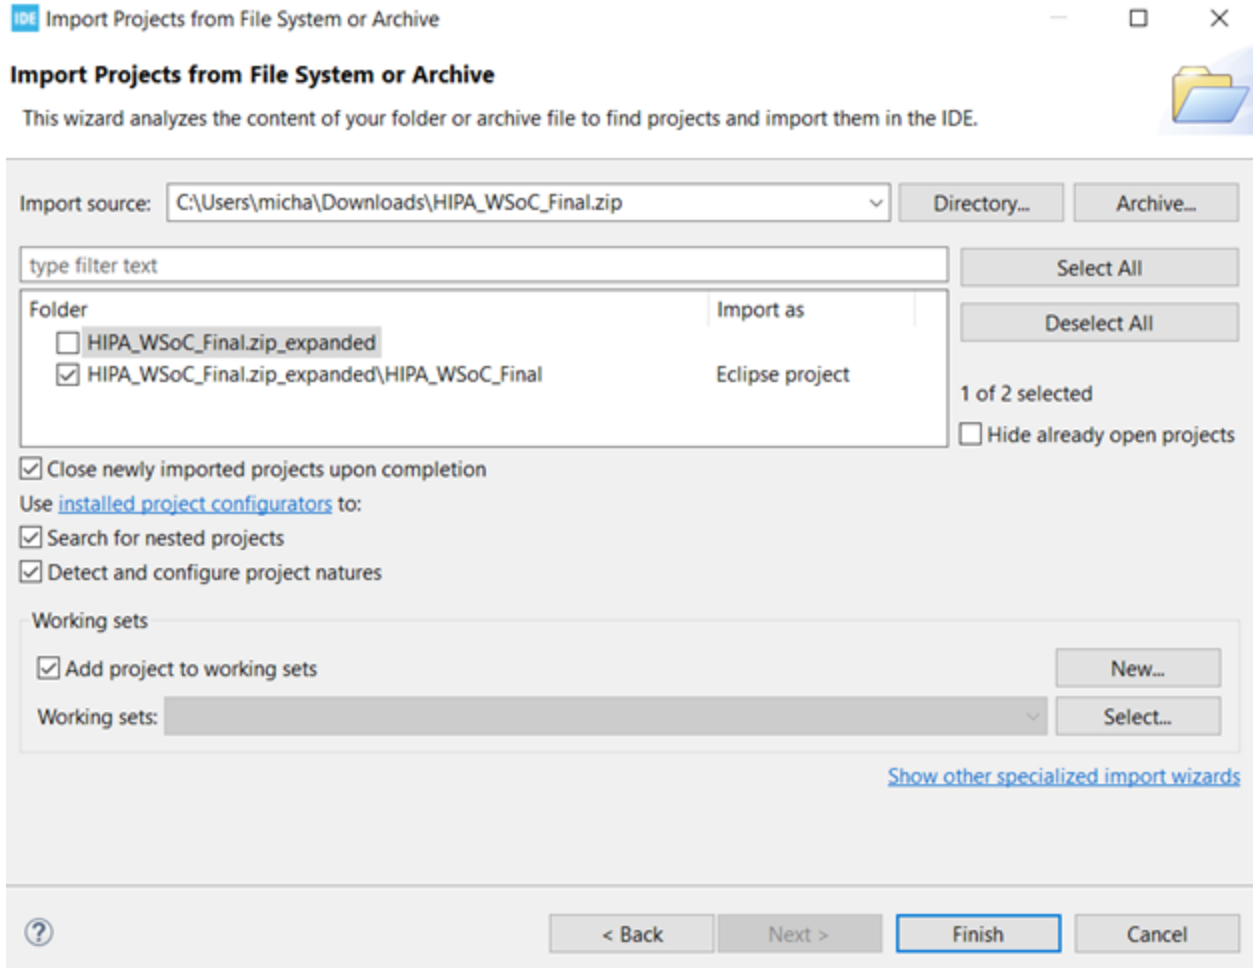 IDE Import Projects from File System or Archive
Import Projects from File System or Archive
This wizard analyzes the content of your folder or archive file to find projects and import them in the IDE.
Import source: C:\Users\micha\Downloads\HIPA_WSoC_Final.zip Directory... Archive...
type filter text Select All
Folder Import as
Deselect All
HIPA_WSoC_Final.zip_expanded
HIPA_WSoC_Final.zip_expanded\HIPA_WSoC_Final Eclipse project
1 of 2 selected
Hide already open projects
Close newly imported projects upon completion
Use installed project configurators to:
Search for nested projects
Detect and configure project natures
Working sets
Add project to working sets New...
Working sets: Select...
Show other specialized import wizards
? < Back Next > Finish Cancel